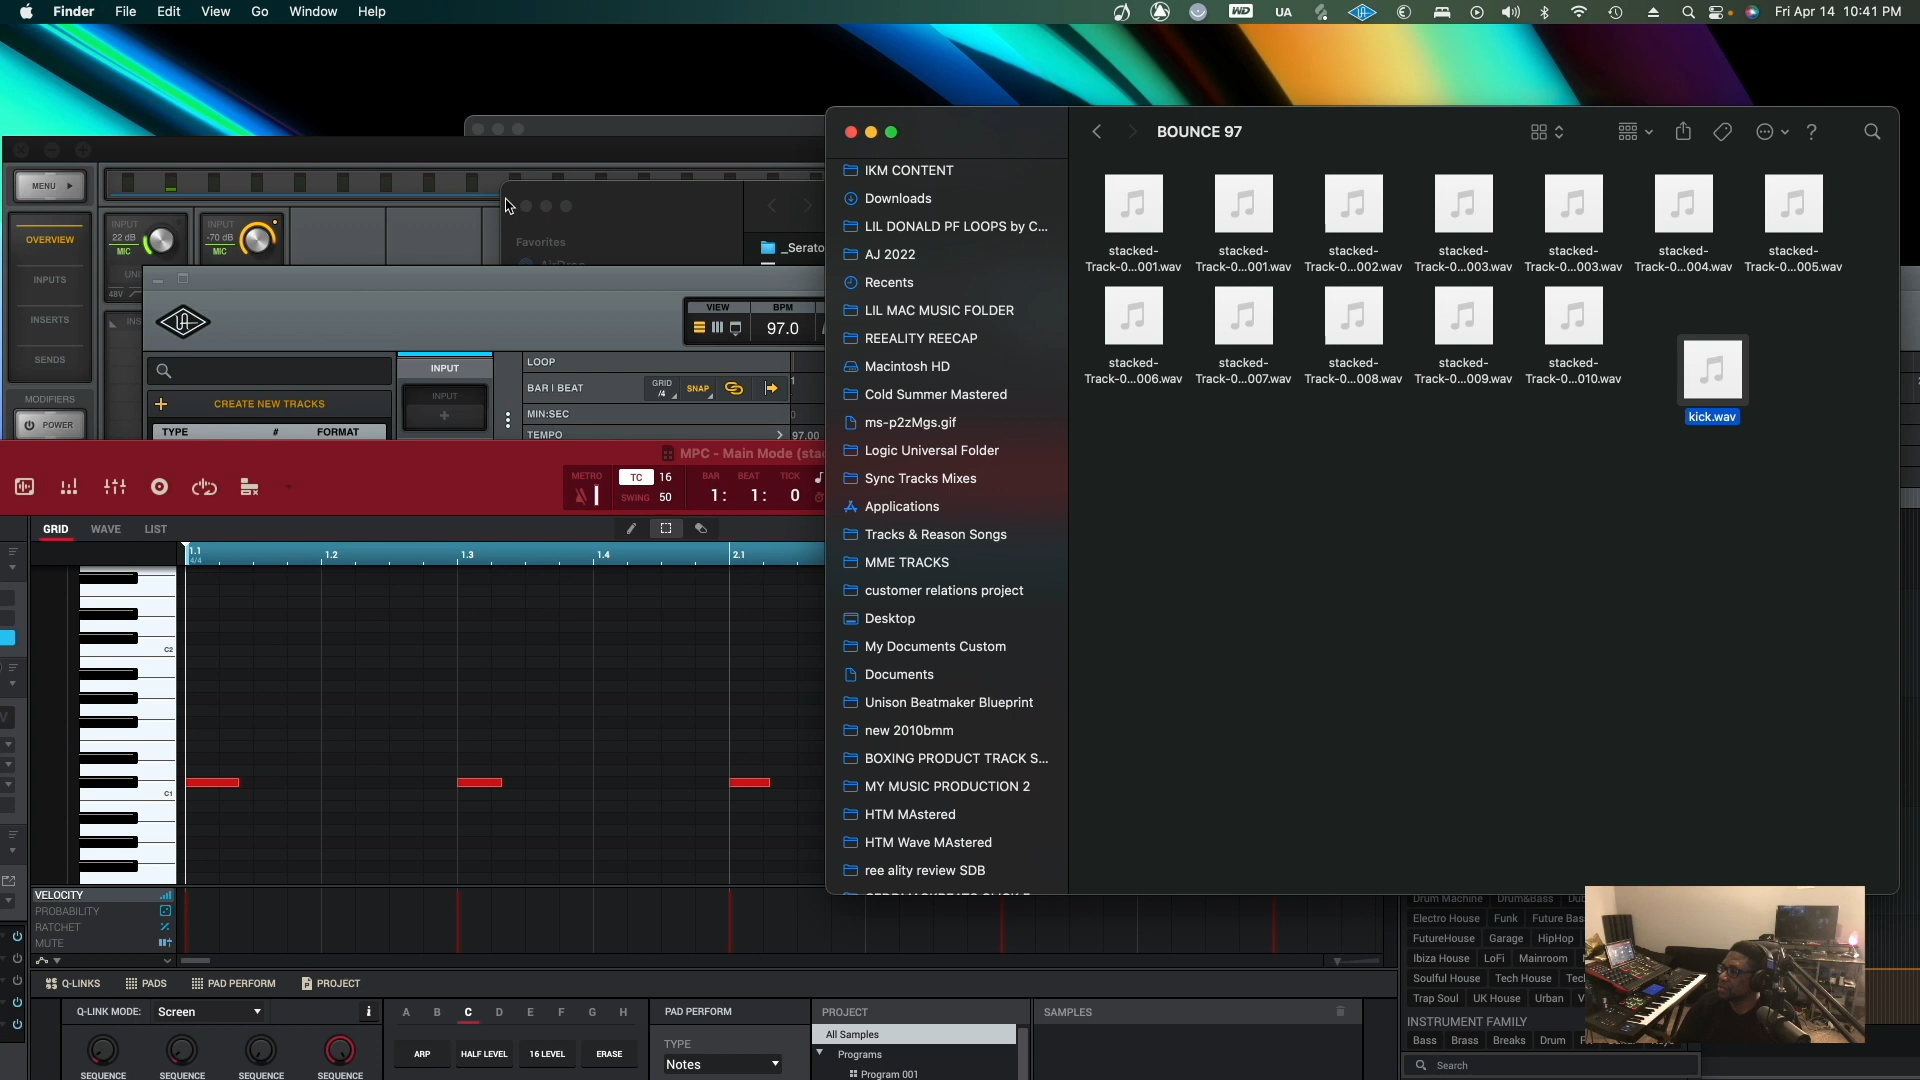 Finder File Edit View Go Window Help
WD UA Fri Apr 14 10:41 PM
BOUNCE 97
IKM CONTENT
Downloads
LIL DONALD PF LOOPS by C...
AJ 2022
Recents
LIL MAC MUSIC FOLDER
REEALITY REECAP
Macintosh HD
Cold Summer Mastered
ms-p2zMgs.gif
Logic Universal Folder
Sync Tracks Mixes
Applications
Tracks & Reason Songs
MME TRACKS
customer relations project
Desktop
My Documents Custom
Documents
Unison Beatmaker Blueprint
new 2010bmm
BOXING PRODUCT TRACK S...
MY MUSIC PRODUCTION 2
HTM MAstered
HTM Wave MAstered
ree ality review SDB
stacked-
Track-0...001.wav
stacked-
Track-0...001.wav
stacked-
Track-0...002.wav
stacked-
Track-0...003.wav
stacked-
Track-0...003.wav
stacked-
Track-0...004.wav
stacked-
Track-0...005.wav
stacked-
Track-0...006.wav
stacked-
Track-0...007.wav
stacked-
Track-0...008.wav
stacked-
Track-0...009.wav
stacked-
Track-0...010.wav
kick.wav
MENU
OVERVIEW
INPUTS
INSERTS
SENDS
MODIFIERS
POWER
INPUT
22 dB
MIC
INPUT
-70 dB
MIC
48V
Favorites
AirDrop
_Serato
VIEW BPM
97.0
CREATE NEW TRACKS
TYPE # FORMAT
INPUT
INPUT
LOOP
BAR | BEAT GRID /4 SNAP 1
MIN:SEC 0
TEMPO 97.00
MPC - Main Mode (stac
METRO TC 16 BAR BEAT TICK
SWING 50 1: 1: 0
GRID WAVE LIST
1.1 1.2 1.3 1.4 2.1
4/4
C2
C1
VELOCITY
PROBABILITY
RATCHET
MUTE
Q-LINKS PADS PAD PERFORM PROJECT
Q-LINK MODE: Screen
A B C D E F G H
ARP HALF LEVEL 16 LEVEL ERASE
SEQUENCE SEQUENCE SEQUENCE SEQUENCE
PAD PERFORM
TYPE
Notes
PROJECT
All Samples
Programs
Program 001
SAMPLES
Drum Machine Drum&Bass
Electro House Funk Future Bas
FutureHouse Garage HipHop
Ibiza House LoFi Mainroom
Soulful House Tech House
Trap Soul UK House Urban
INSTRUMENT FAMILY
Bass Brass Breaks Drum
Search